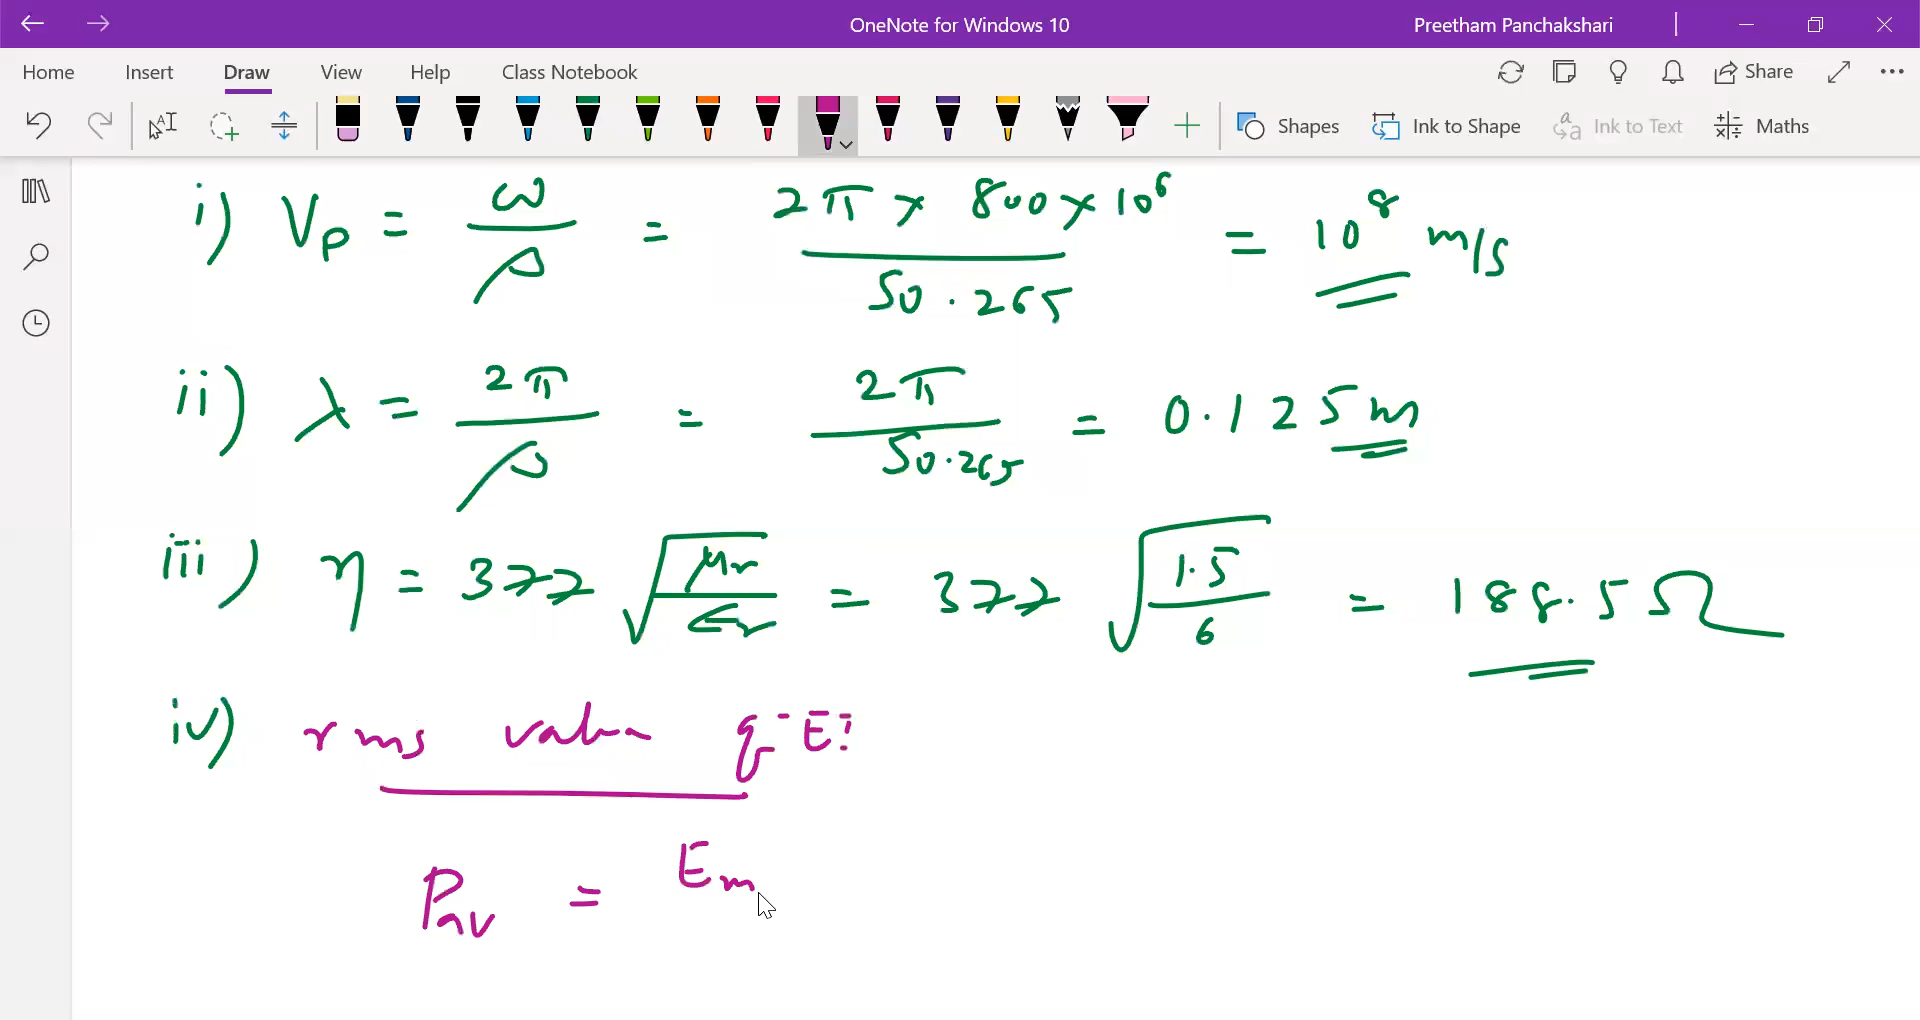 OneNote for Windows 10 Preetham Panchakshari
Home Insert Draw View Help Class Notebook Share
Shapes Ink to Shape Ink to Text Maths
i) Vp = ω/β = 2π × 800 × 10⁶ / 50.265 = 10⁸ m/s
ii) λ = 2π/β = 2π / 50.265 = 0.125 m
iii) η = 377 √(μr/εr) = 377 √(1.5/6) = 188.5 Ω
iv) rms value of "E"
Pav = Em